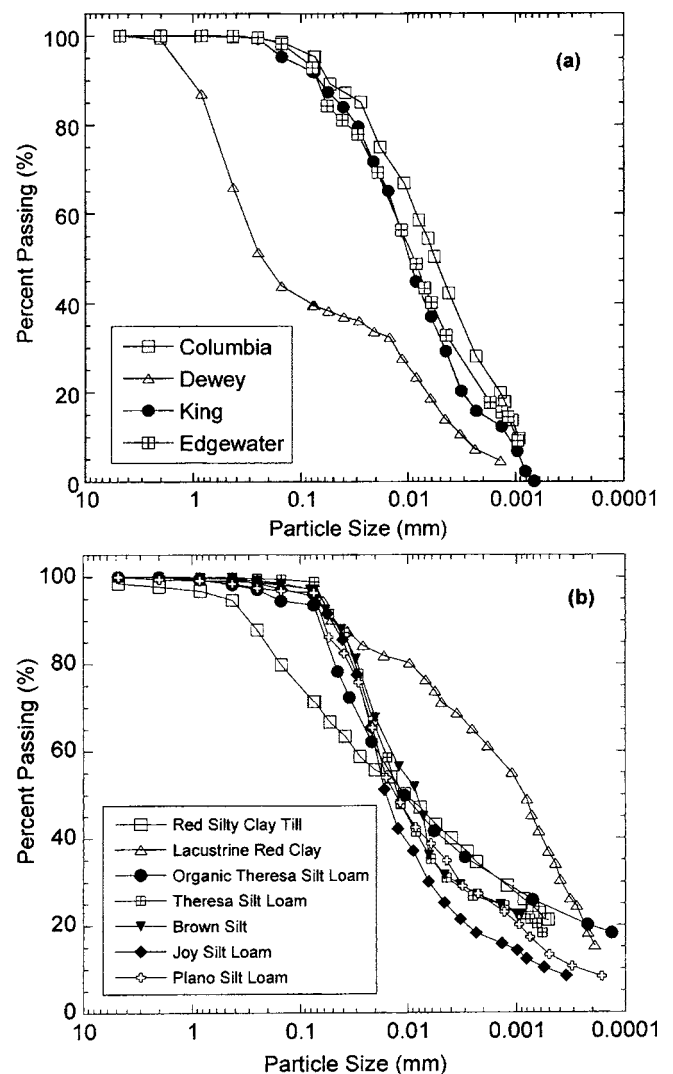 100
(a)
80
60
40
20
0
Percent Passing (%)
Columbia
Dewey
King
Edgewater
10 1 0.1 0.01 0.001 0.0001
Particle Size (mm)
100
(b)
80
60
40
20
0
Percent Passing (%)
Red Silty Clay Till
Lacustrine Red Clay
Organic Theresa Silt Loam
Theresa Silt Loam
Brown Silt
Joy Silt Loam
Plano Silt Loam
10 1 0.1 0.01 0.001 0.0001
Particle Size (mm)